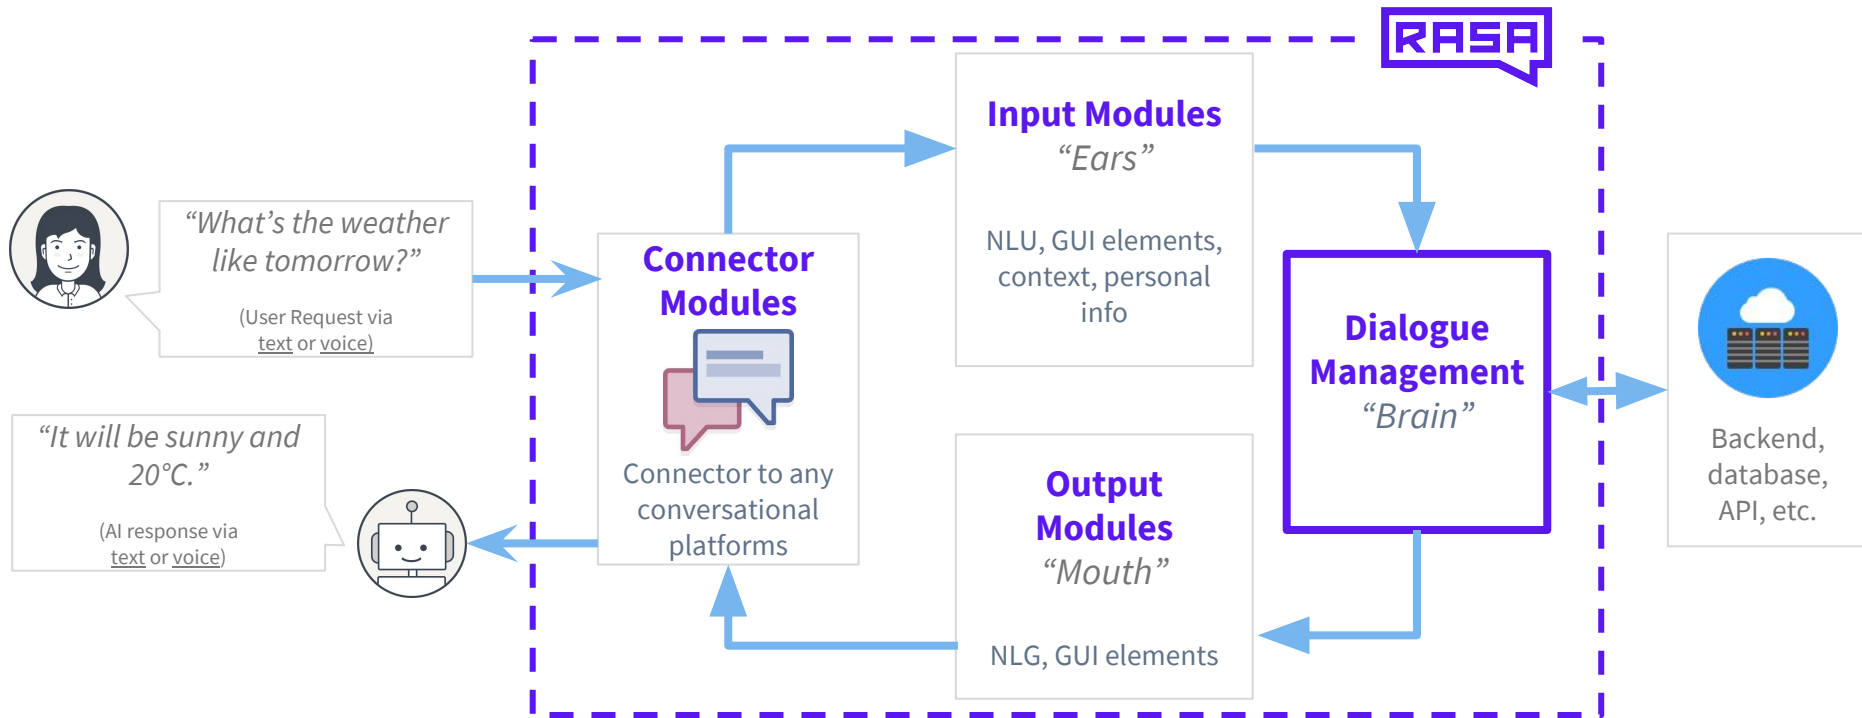 RASA
“What’s the weather
like tomorrow?”
(User Request via
text or voice)
“It will be sunny and
20°C.”
(AI response via
text or voice)
Connector
Modules
Connector to any
conversational
platforms
Input Modules
“Ears”
NLU, GUI elements,
context, personal
info
Dialogue
Management
“Brain”
Output
Modules
“Mouth”
NLG, GUI elements
Backend,
database,
API, etc.